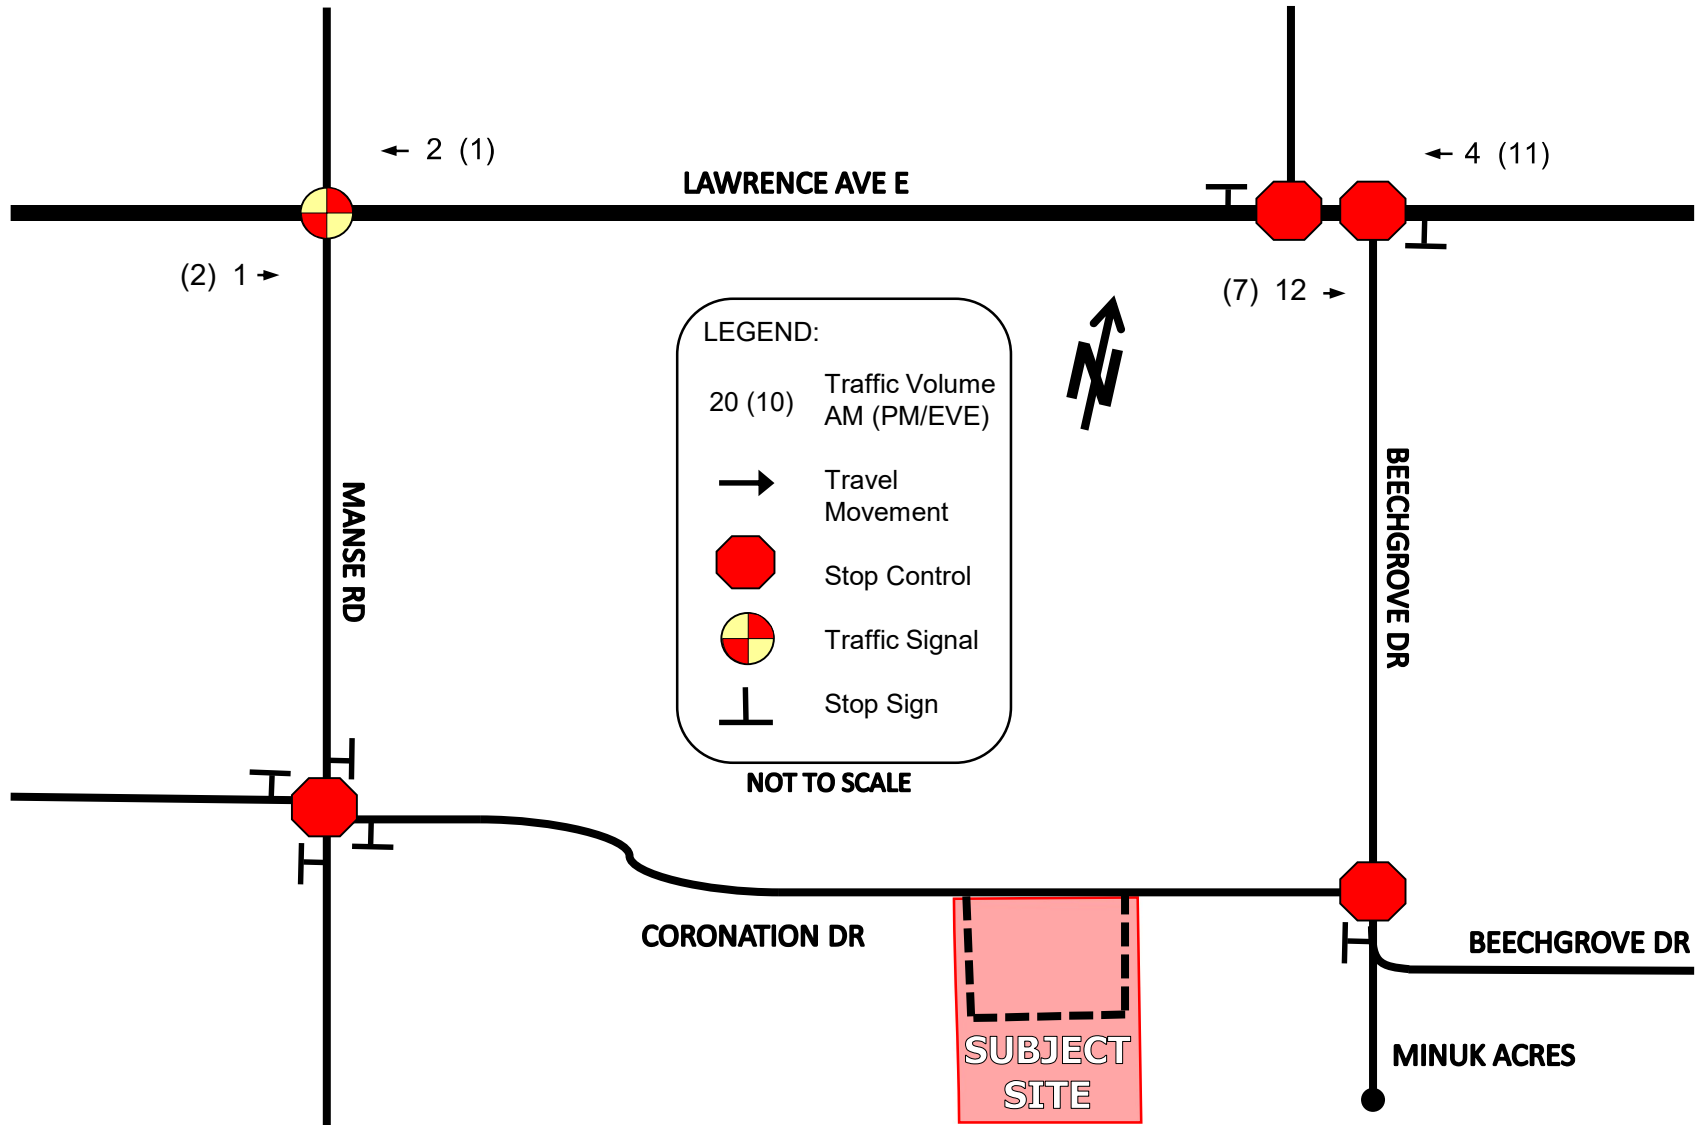 2 (1)
4 (11)
LAWRENCE AVE E
(2) 1
(7) 12
LEGEND:
20 (10)
Traffic Volume
AM (PM/EVE)
Travel
Movement
Stop Control
Traffic Signal
Stop Sign
NOT TO SCALE
N
MANSE RD
BEECHGROVE DR
CORONATION DR
BEECHGROVE DR
SUBJECT
SITE
MINUK ACRES